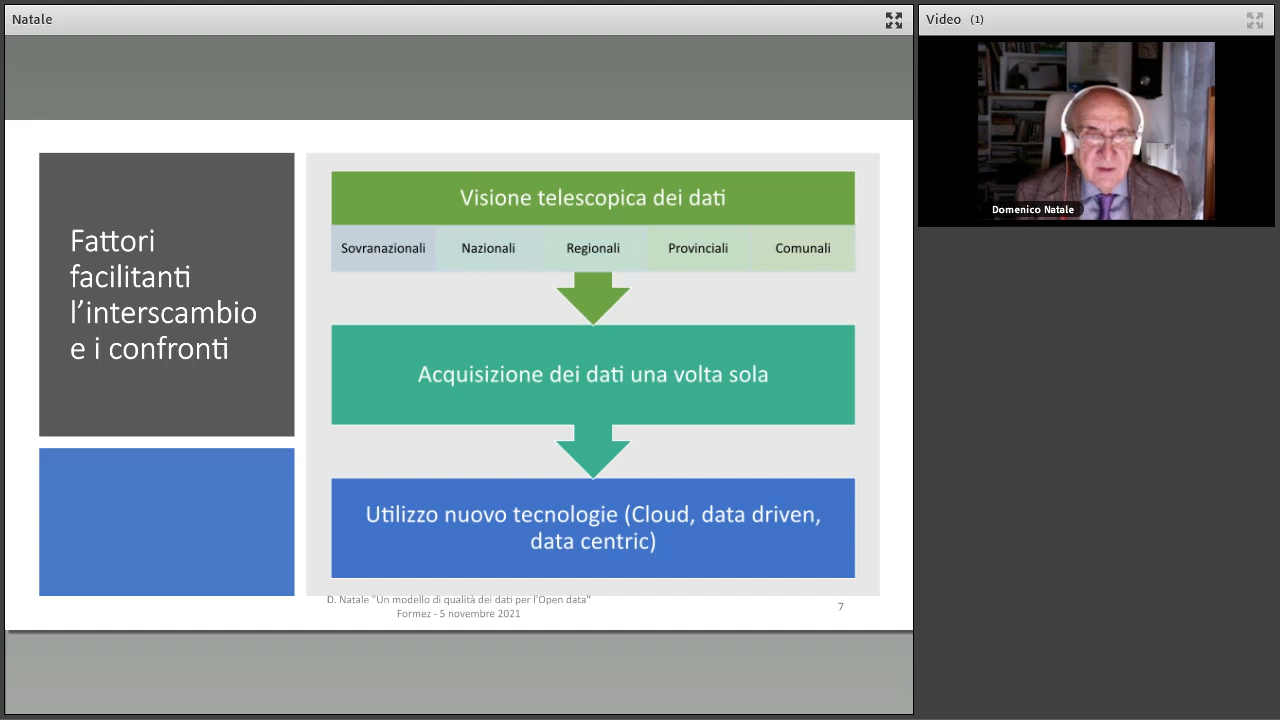 Natale
Video (1)
Domenico Natale
Fattori
facilitanti
l’interscambio
e i confronti
Visione telescopica dei dati
Sovranazionali Nazionali Regionali Provinciali Comunali
Acquisizione dei dati una volta sola
Utilizzo nuovo tecnologie (Cloud, data driven,
data centric)
D. Natale "Un modello di qualità dei dati per l'Open data"
Formez - 5 novembre 2021
7